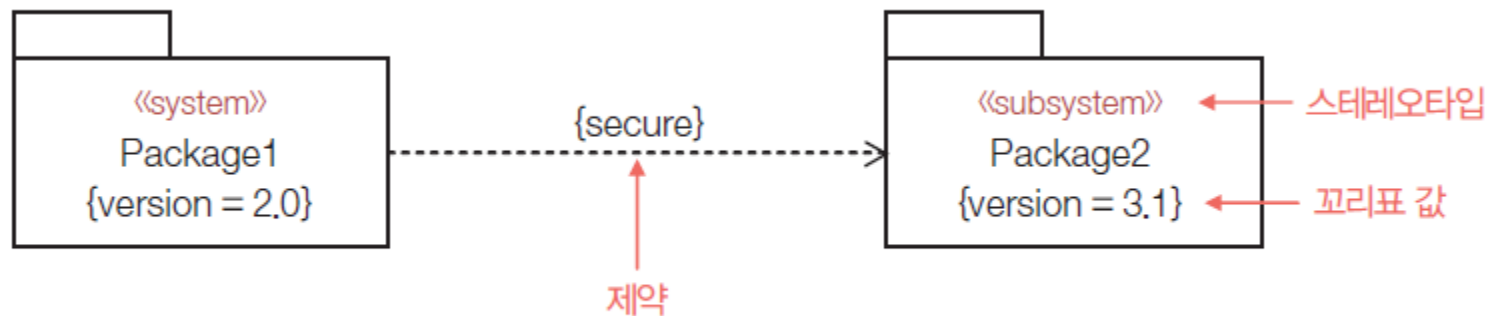 《system》
Package1
{version = 2.0}
{secure}
제약
《subsystem》
Package2
{version = 3.1}
스테레오타입
꼬리표 값